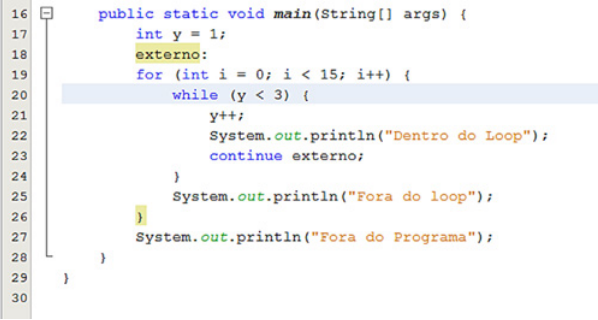 16 public static void main(String[] args) {
17 int y = 1;
18 externo:
19 for (int i = 0; i < 15; i++) {
20 while (y < 3) {
21 y++;
22 System.out.println("Dentro do Loop");
23 continue externo;
24 }
25 System.out.println("Fora do loop");
26 }
27 System.out.println("Fora do Programa");
28 }
29 }
30